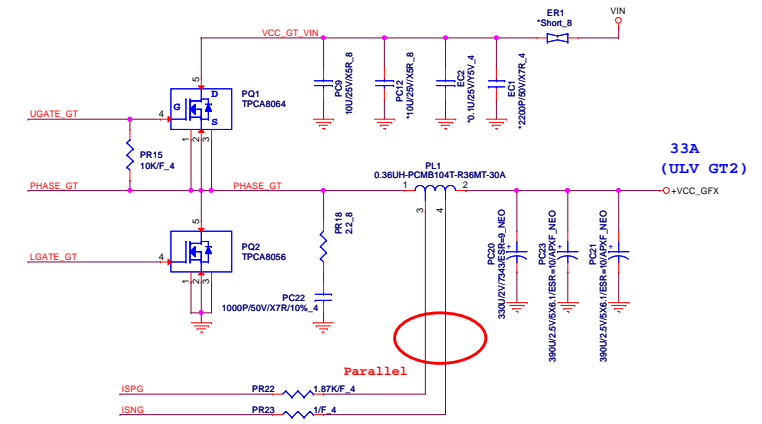 ER1
*Short_8
VIN
VCC_GT_VIN
5
PQ1
TPCA8064
D
G
S
UGATE_GT
4
1
2
3
PR15
10K/F_4
PC9
10U/25V/X5R_8
PC12
*10U/25V/X5R_8
EC2
*0.1U/25V/Y5V_4
EC1
*2200P/50V/X7R_4
33A
(ULV GT2)
PL1
0.36UH-PCMB104T-R36MT-30A
PHASE_GT
PHASE_GT
1
2
3
4
+VCC_GFX
5
PQ2
TPCA8056
LGATE_GT
4
1
2
3
PR18
2.2_8
PC22
1000P/50V/X7R/10%_4
+
PC20
330U/2V/7343/ESR=9_NEO
+
PC23
390U/2.5V/5X6.1/ESR=10/APXF_NEO
+
PC21
390U/2.5V/5X6.1/ESR=10/APXF_NEO
Parallel
ISPG
PR22
1.87K/F_4
ISNG
PR23
1/F_4